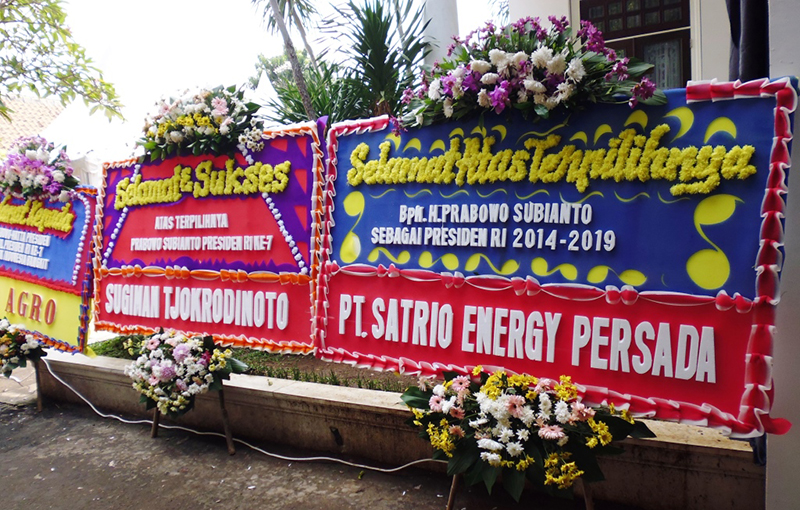 AGRO
Selamat & Sukses
ATAS TERPILIHNYA
PRABOWO SUBIANTO PRESIDEN RI KE-7
SUGINAI TJOKRODINOTO
Selamat Atas Terpilihnya
Bpk. H.PRABOWO SUBIANTO
SEBAGAI PRESIDEN RI 2014-2019
PT. SATRIO ENERGY PERSADA